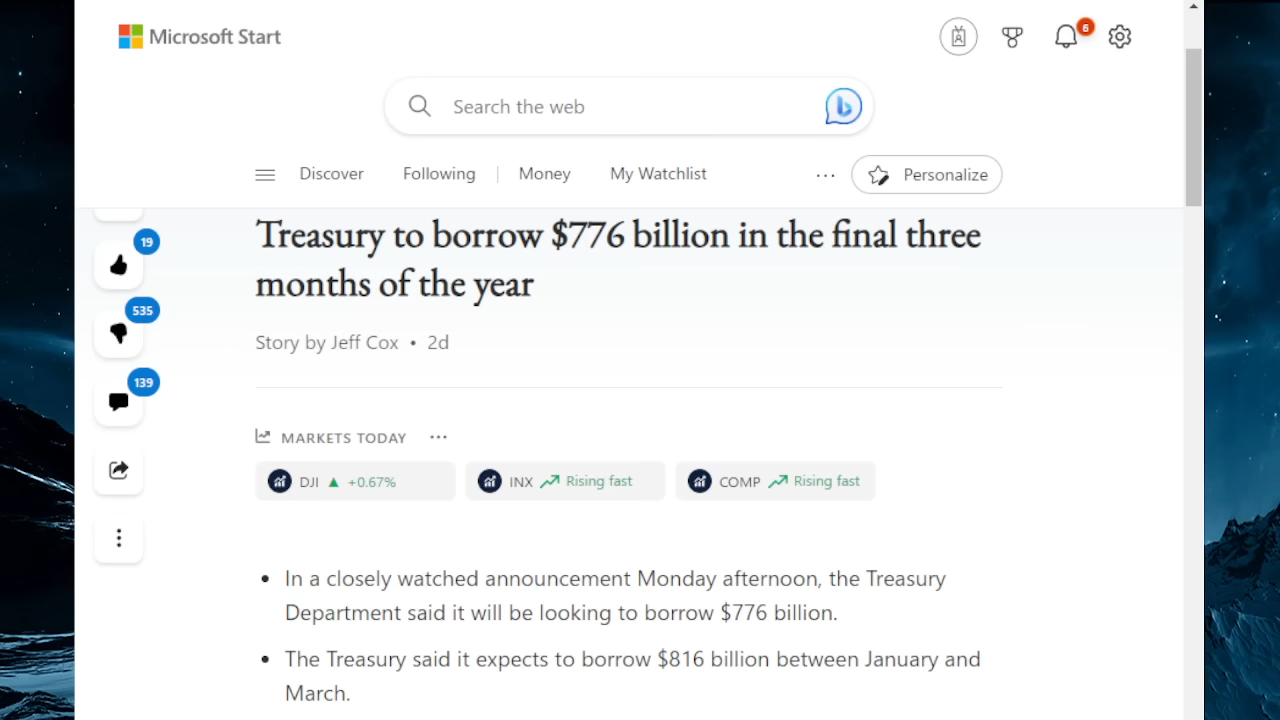 Microsoft Start
6
Search the web
Discover
Following
Money
My Watchlist
Personalize
Treasury to borrow $776 billion in the final three
months of the year
19
535
139
Story by Jeff Cox • 2d
MARKETS TODAY
DJI ▲ +0.67%
INX Rising fast
COMP Rising fast
• In a closely watched announcement Monday afternoon, the Treasury
Department said it will be looking to borrow $776 billion.
• The Treasury said it expects to borrow $816 billion between January and
March.